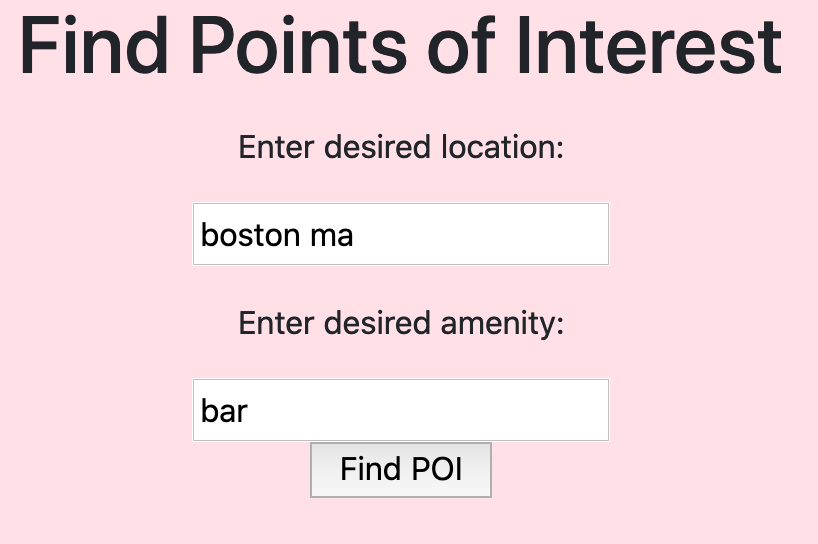 Find Points of Interest
Enter desired location:
boston ma
Enter desired amenity:
bar
Find POI